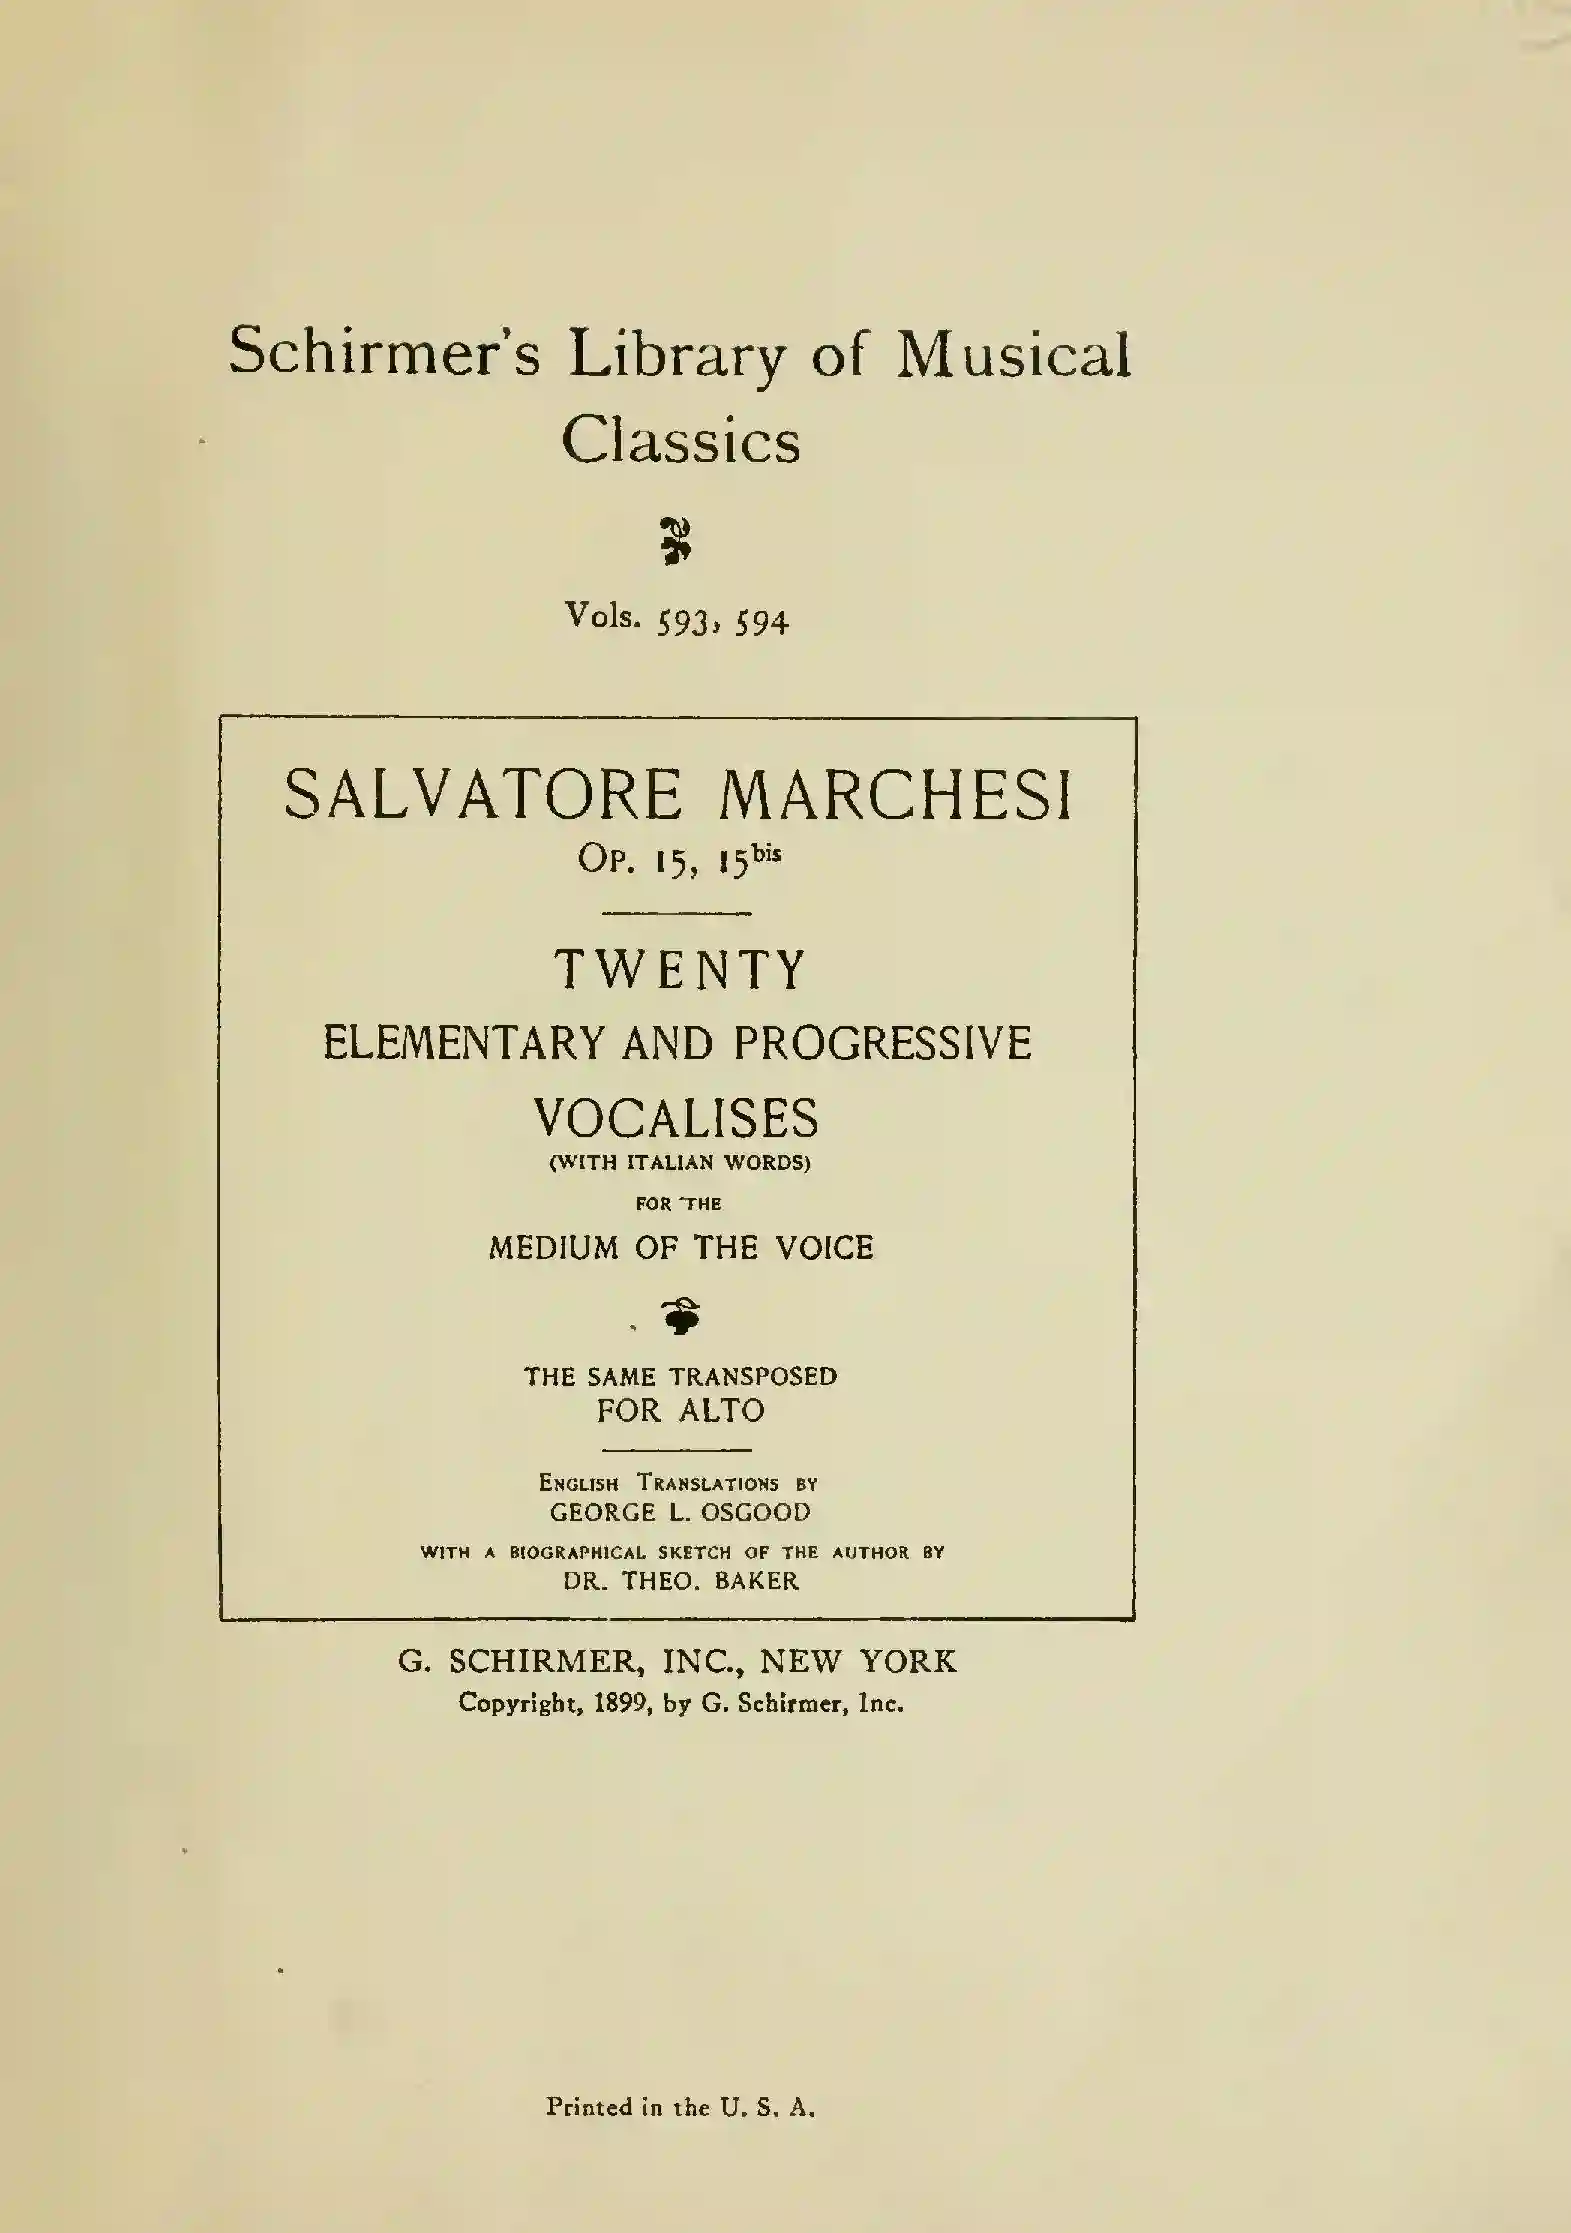 Schirmer's Library of Musical
Classics
Vols. 593, 594
SALVATORE MARCHESI
OP. 15, 15bis
TWENTY
ELEMENTARY AND PROGRESSIVE
VOCALISES
(WITH ITALIAN WORDS)
FOR THE
MEDIUM OF THE VOICE
THE SAME TRANSPOSED
FOR ALTO
ENGLISH TRANSLATIONS BY
GEORGE L. OSGOOD
WITH A BIOGRAPHICAL SKETCH OF THE AUTHOR BY
DR. THEO. BAKER
G. SCHIRMER, INC., NEW YORK
Copyright, 1899, by G. Schirmer, Inc.
Printed in the U. S. A.